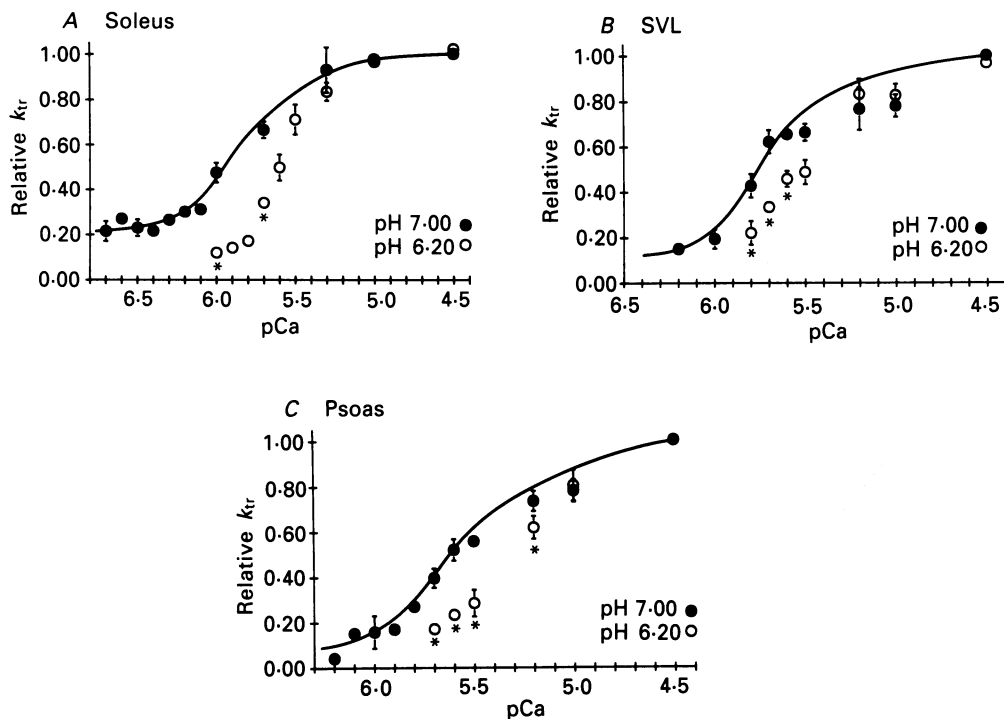 A Soleus
Relative ktr
1·00
0·80
0·60
0·40
0·20
0·00
*
*
pH 7·00
pH 6·20
6·5 6·0 5·5 5·0 4·5
pCa
B SVL
Relative ktr
1·00
0·80
0·60
0·40
0·20
0·00
*
*
*
pH 7·00
pH 6·20
6·5 6·0 5·5 5·0 4·5
pCa
C Psoas
Relative ktr
1·00
0·80
0·60
0·40
0·20
0·00
*
*
*
*
pH 7·00
pH 6·20
6·0 5·5 5·0 4·5
pCa